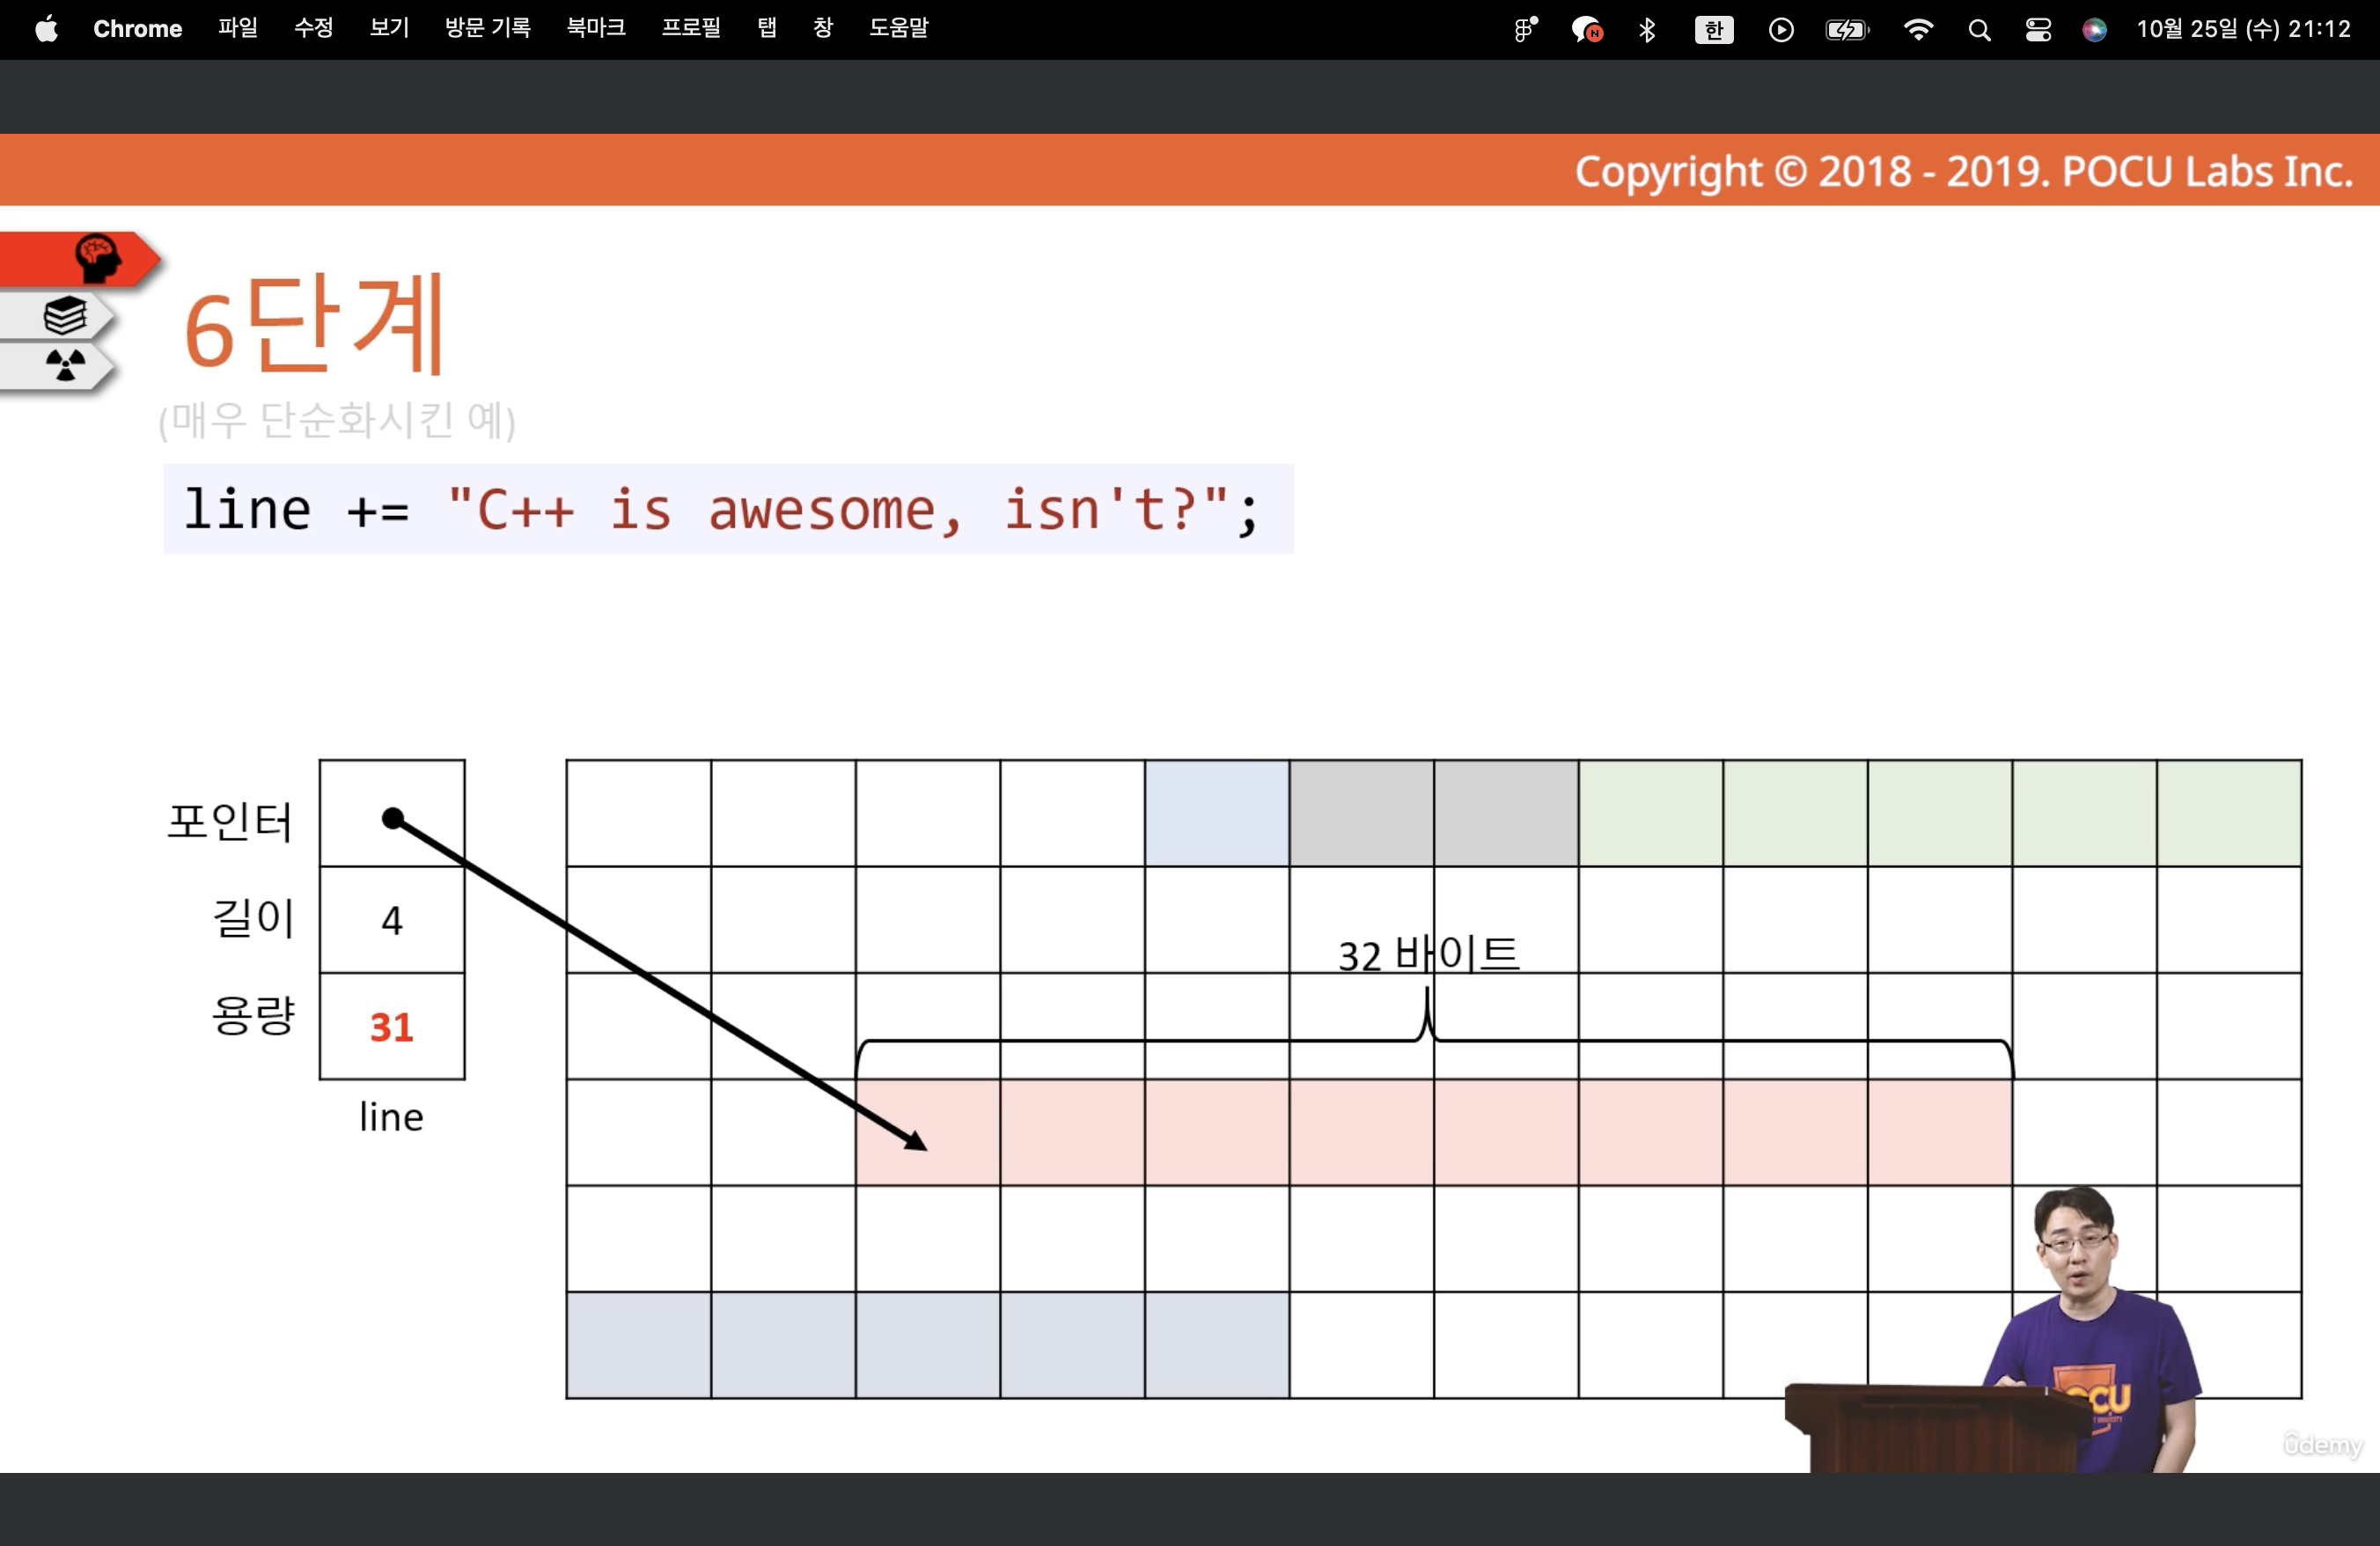 Chrome 파일 수정 보기 방문 기록 북마크 프로필 탭 창 도움말 한 10월 25일 (수) 21:12
Copyright © 2018 - 2019. POCU Labs Inc.
6단계
(매우 단순화시킨 예)
line += "C++ is awesome, isn't?";
포인터
길이 4
32 바이트
용량 31
line
ûdemy